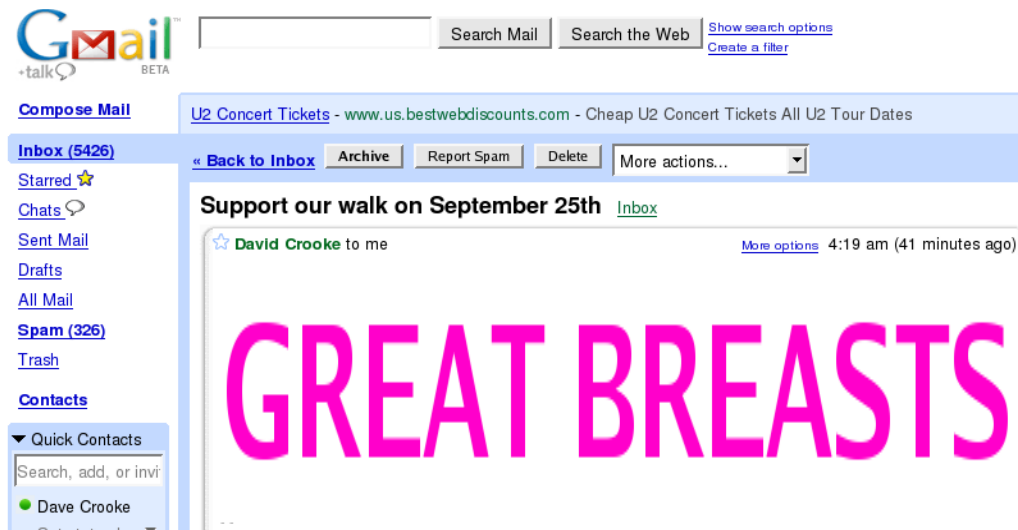 Gmail™
+talk BETA
Search Mail
Search the Web
Show search options
Create a filter
Compose Mail
Inbox (5426)
Starred
Chats
Sent Mail
Drafts
All Mail
Spam (326)
Trash
Contacts
Quick Contacts
Search, add, or invi
Dave Crooke
U2 Concert Tickets - www.us.bestwebdiscounts.com - Cheap U2 Concert Tickets All U2 Tour Dates
« Back to Inbox Archive Report Spam Delete More actions...
Support our walk on September 25th Inbox
David Crooke to me More options 4:19 am (41 minutes ago)
GREAT BREASTS
--